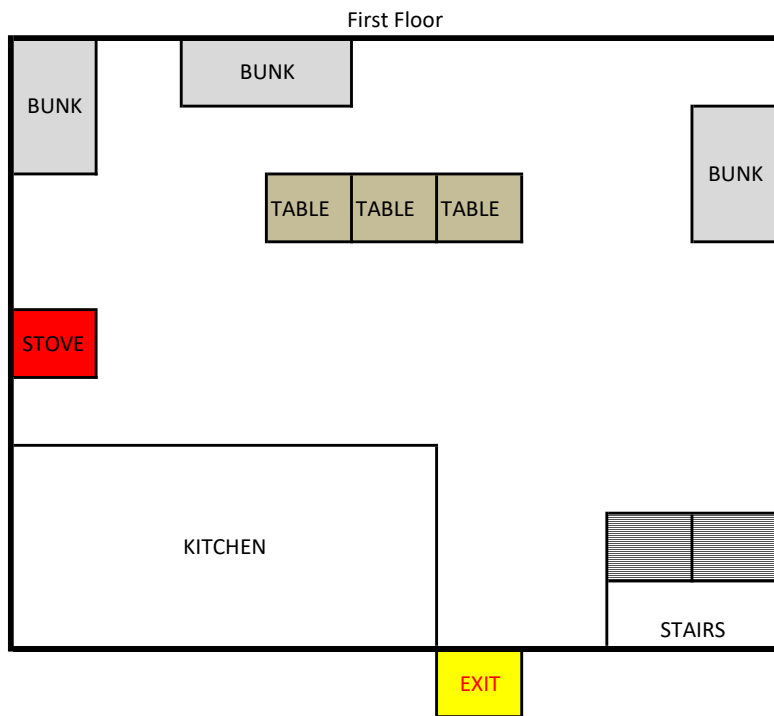 First Floor
BUNK
BUNK
BUNK
TABLE TABLE TABLE
STOVE
KITCHEN
STAIRS
EXIT